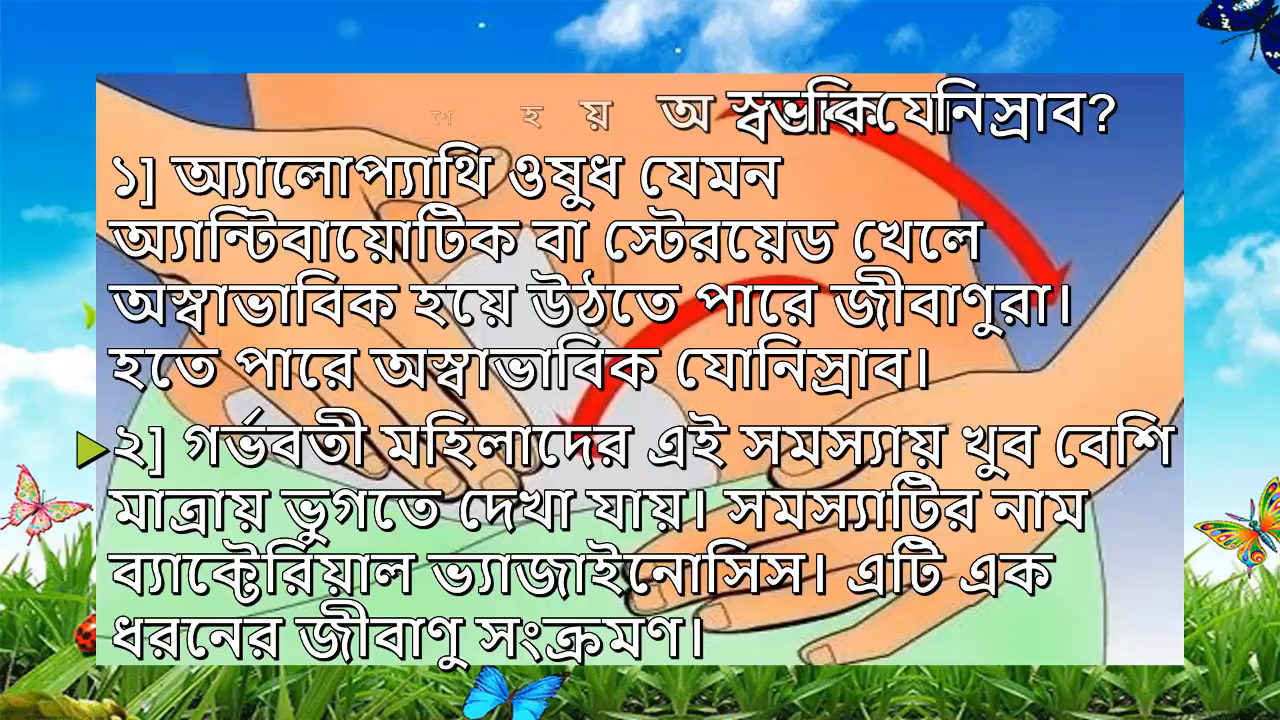 হ য় অস্বভাবিক যোনিস্রাব?
১] অ্যালোপ্যাথি ওষুধ যেমন
অ্যান্টিবায়োটিক বা স্টেরয়েড খেলে
অস্বাভাবিক হয়ে উঠতে পারে জীবাণুরা।
হতে পারে অস্বাভাবিক যোনিস্রাব।
২] গর্ভবতী মহিলাদের এই সমস্যায় খুব বেশি
মাত্রায় ভুগতে দেখা যায়। সমস্যাটির নাম
ব্যাক্টেরিয়াল ভ্যাজাইনোসিস। এটি এক
ধরনের জীবাণু সংক্রমণ।